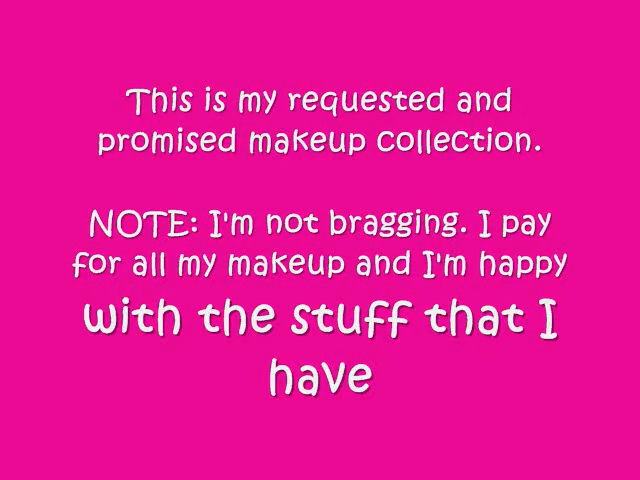 This is my requested and
promised makeup collection.
NOTE: I'm not bragging. I pay
for all my makeup and I'm happy
with the stuff that I
have